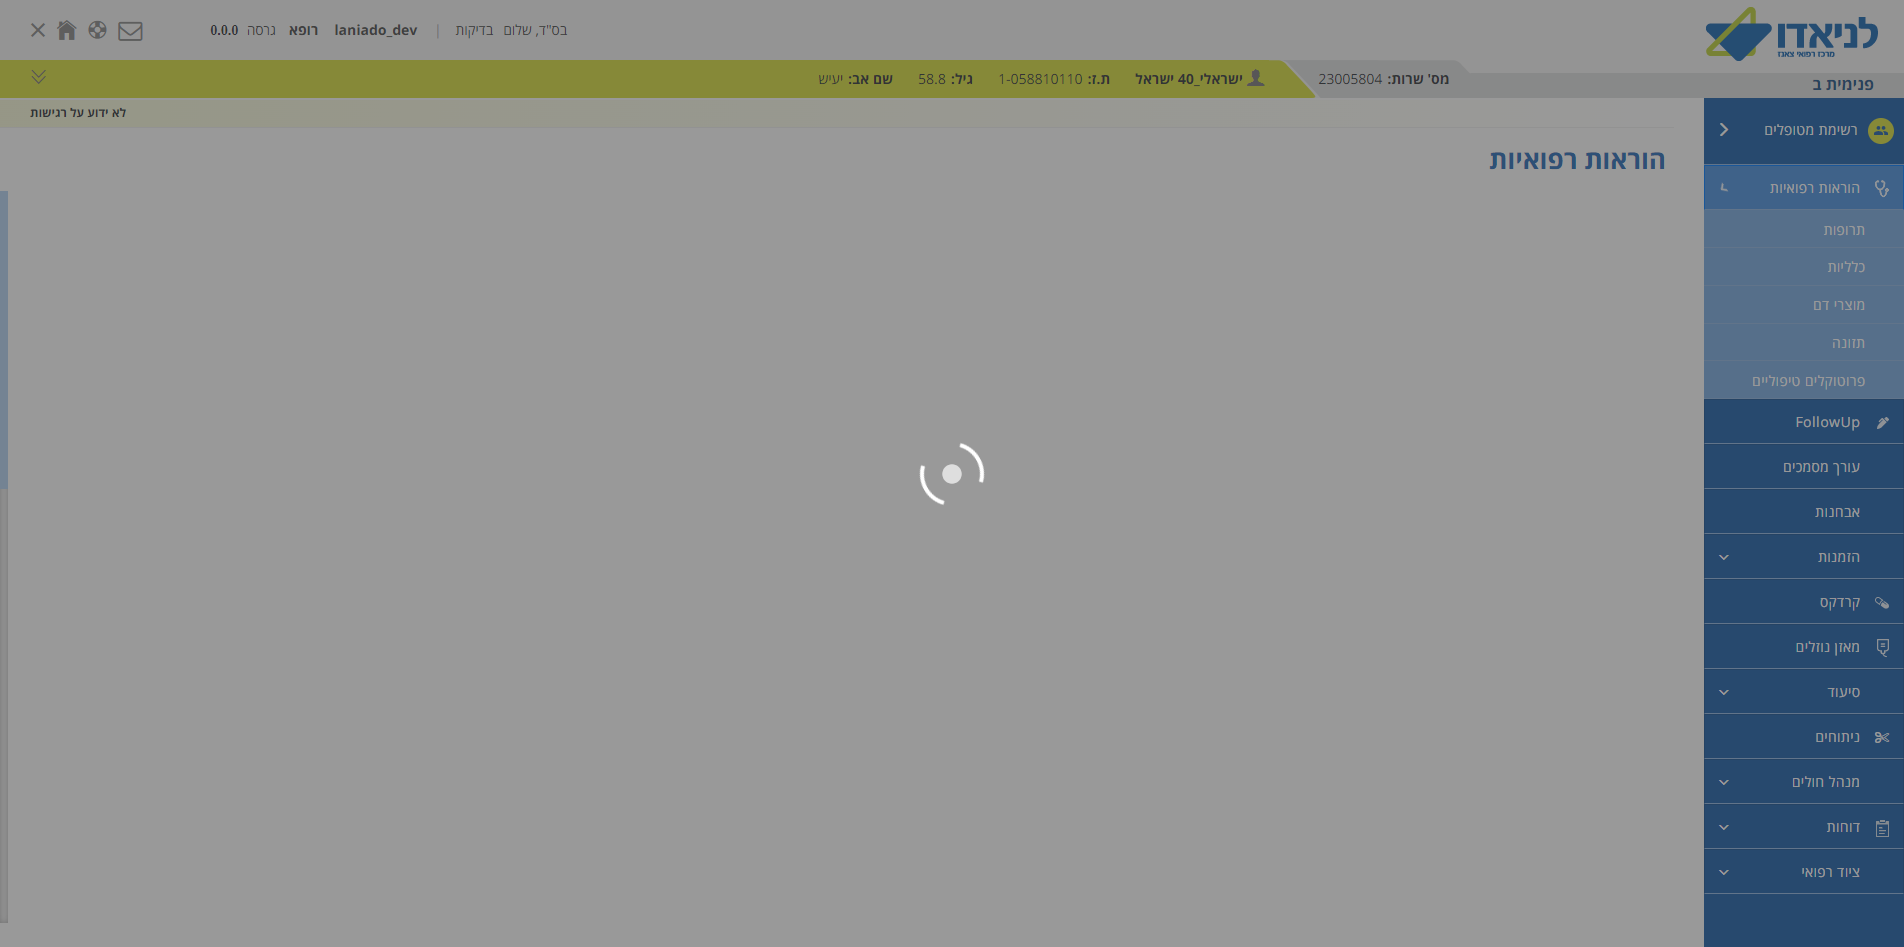 לניאדו
מרכז רפואי צאנז
בס"ד, שלום בדיקות | laniado_dev רופא גרסה 0.0.0
פנימית ב
מס' שרות: 23005804
ישראלי_40 ישראל ת.ז: 1-058810110 גיל: 58.8 שם אב: יעיש
לא ידוע על רגישות
הוראות רפואיות
רשימת מטופלים
הוראות רפואיות
תרופות
כלליות
מוצרי דם
תזונה
פרוטוקלים טיפוליים
FollowUp
עורך מסמכים
אבחנות
הזמנות
קרדקס
מאזן נוזלים
סיעוד
ניתוחים
מנהל חולים
דוחות
ציוד רפואי